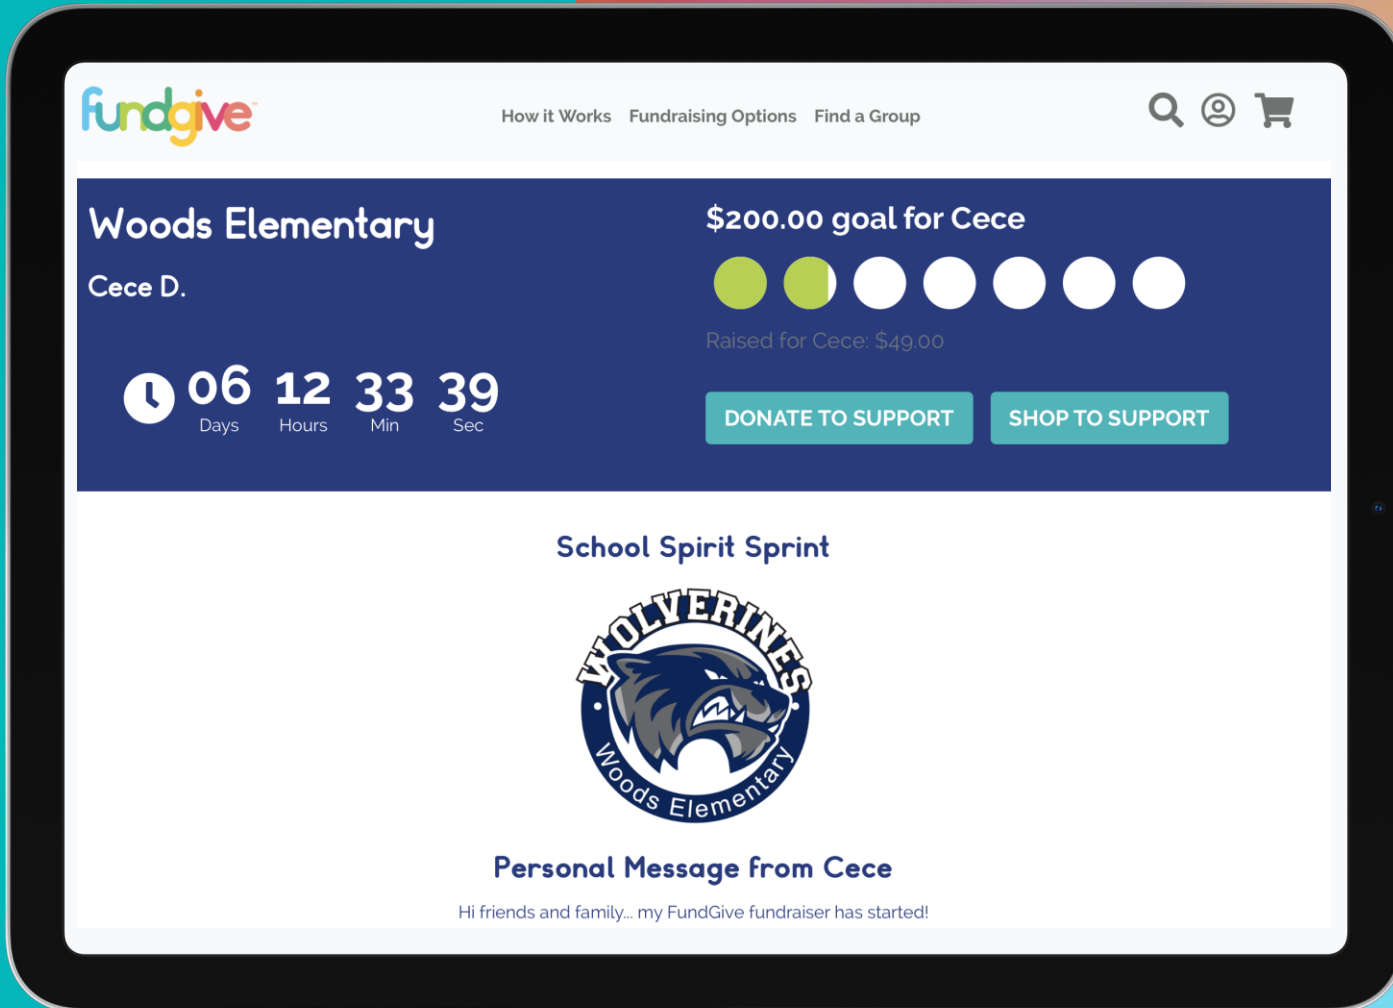 fundgive™
How it Works Fundraising Options Find a Group
Woods Elementary
Cece D.
06 12 33 39
Days Hours Min Sec
$200.00 goal for Cece
Raised for Cece: $49.00
DONATE TO SUPPORT SHOP TO SUPPORT
School Spirit Sprint
WOLVERINES
Woods Elementary
Personal Message from Cece
Hi friends and family... my FundGive fundraiser has started!